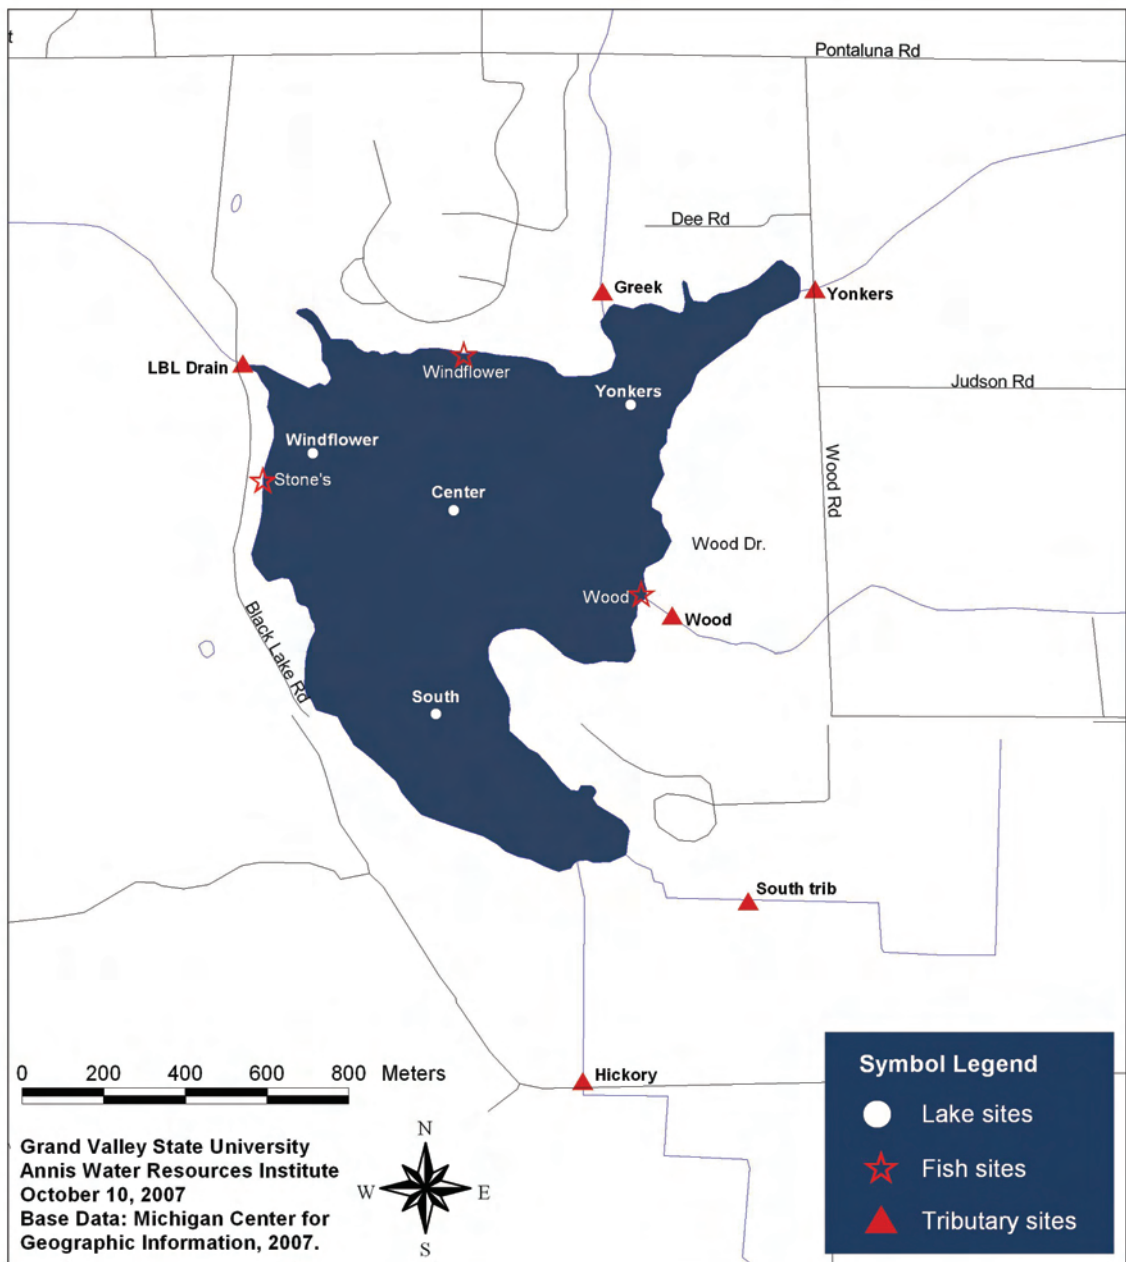 t
Pontaluna Rd
Dee Rd
Greek
Yonkers
LBL Drain
Windflower
Judson Rd
Yonkers
Windflower
Stone's
Center
Wood Rd
Wood Dr.
Wood
Wood
Black Lake Rd
South
South trib
Hickory
0 200 400 600 800 Meters
Grand Valley State University
Annis Water Resources Institute
October 10, 2007
Base Data: Michigan Center for
Geographic Information, 2007.
N
W E
S
Symbol Legend
Lake sites
Fish sites
Tributary sites